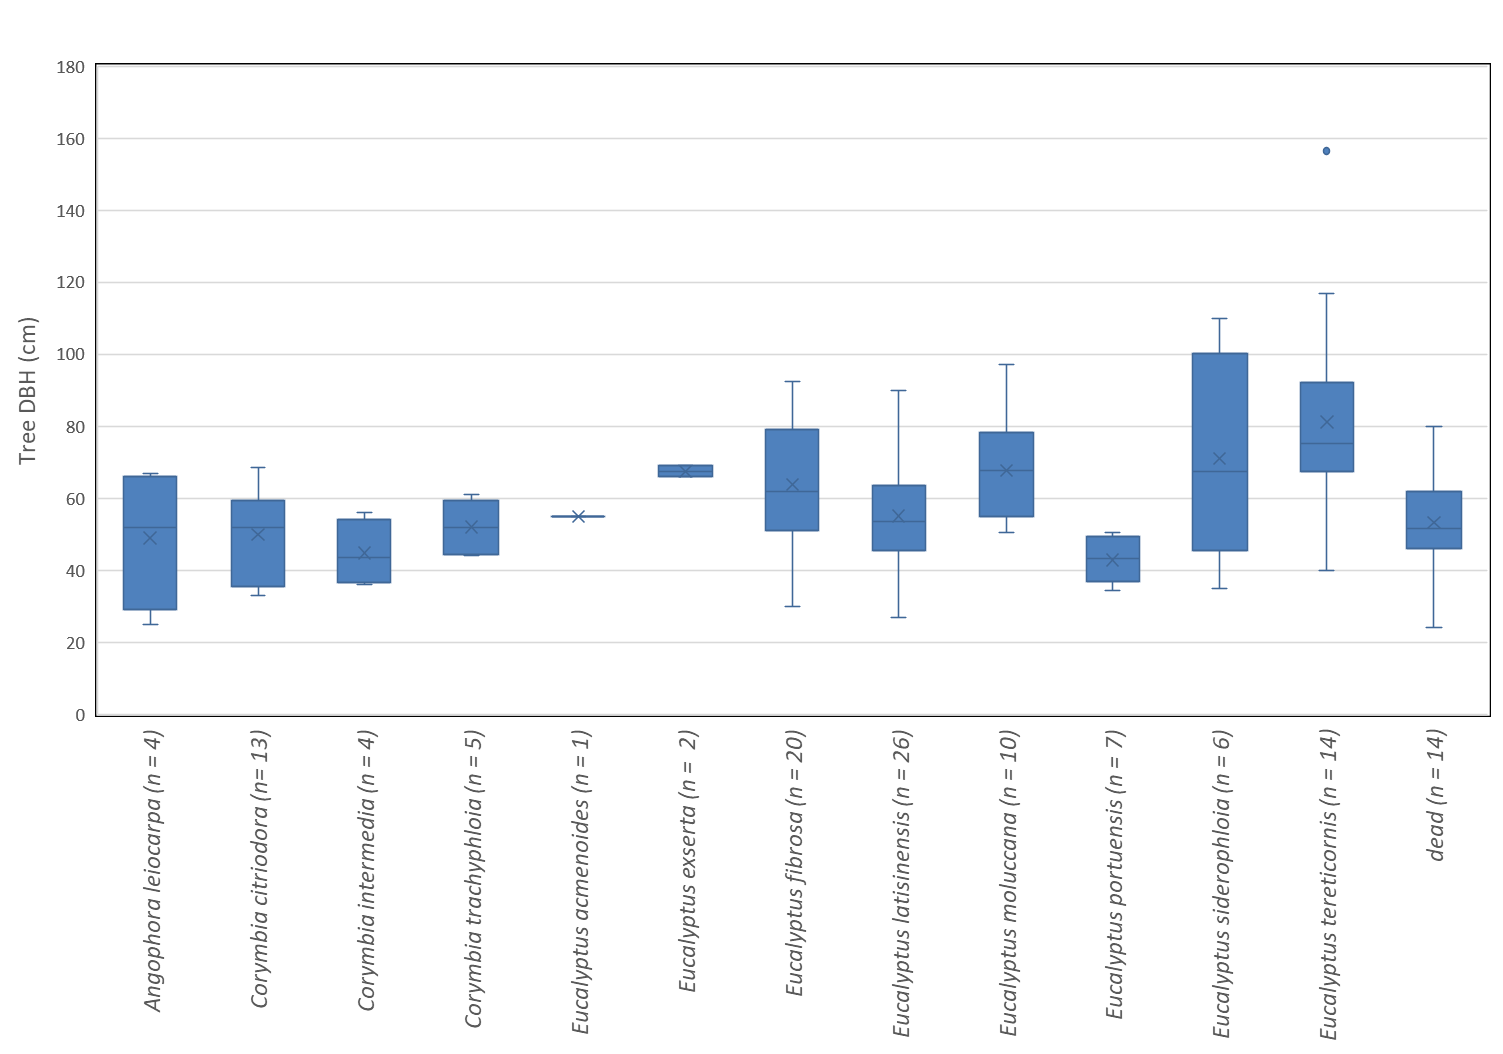 180
160
140
120
100
80
60
40
20
0
Tree DBH (cm)
Angophora leiocarpa (n = 4)
Corymbia citriodora (n= 13)
Corymbia intermedia (n = 4)
Corymbia trachyphloia (n = 5)
Eucalyptus acmenoides (n = 1)
Eucalyptus exserta (n =  2)
Eucalyptus fibrosa (n = 20)
Eucalyptus latisinensis (n = 26)
Eucalyptus moluccana (n = 10)
Eucalyptus portuensis (n = 7)
Eucalyptus siderophloia (n = 6)
Eucalyptus tereticornis (n = 14)
dead (n = 14)